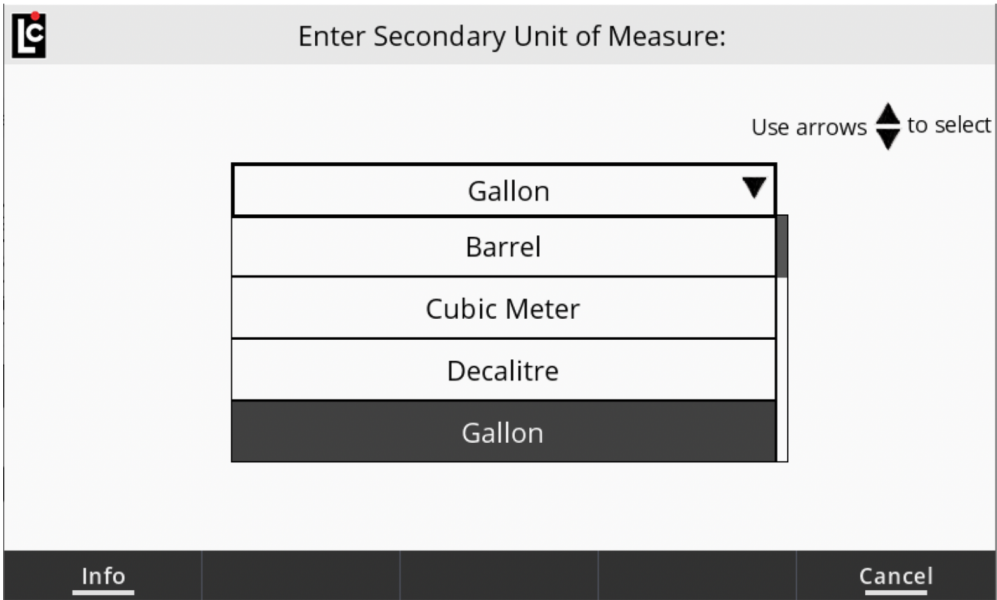 LC
Enter Secondary Unit of Measure:
Use arrows to select
Gallon
Barrel
Cubic Meter
Decalitre
Gallon
Info
Cancel